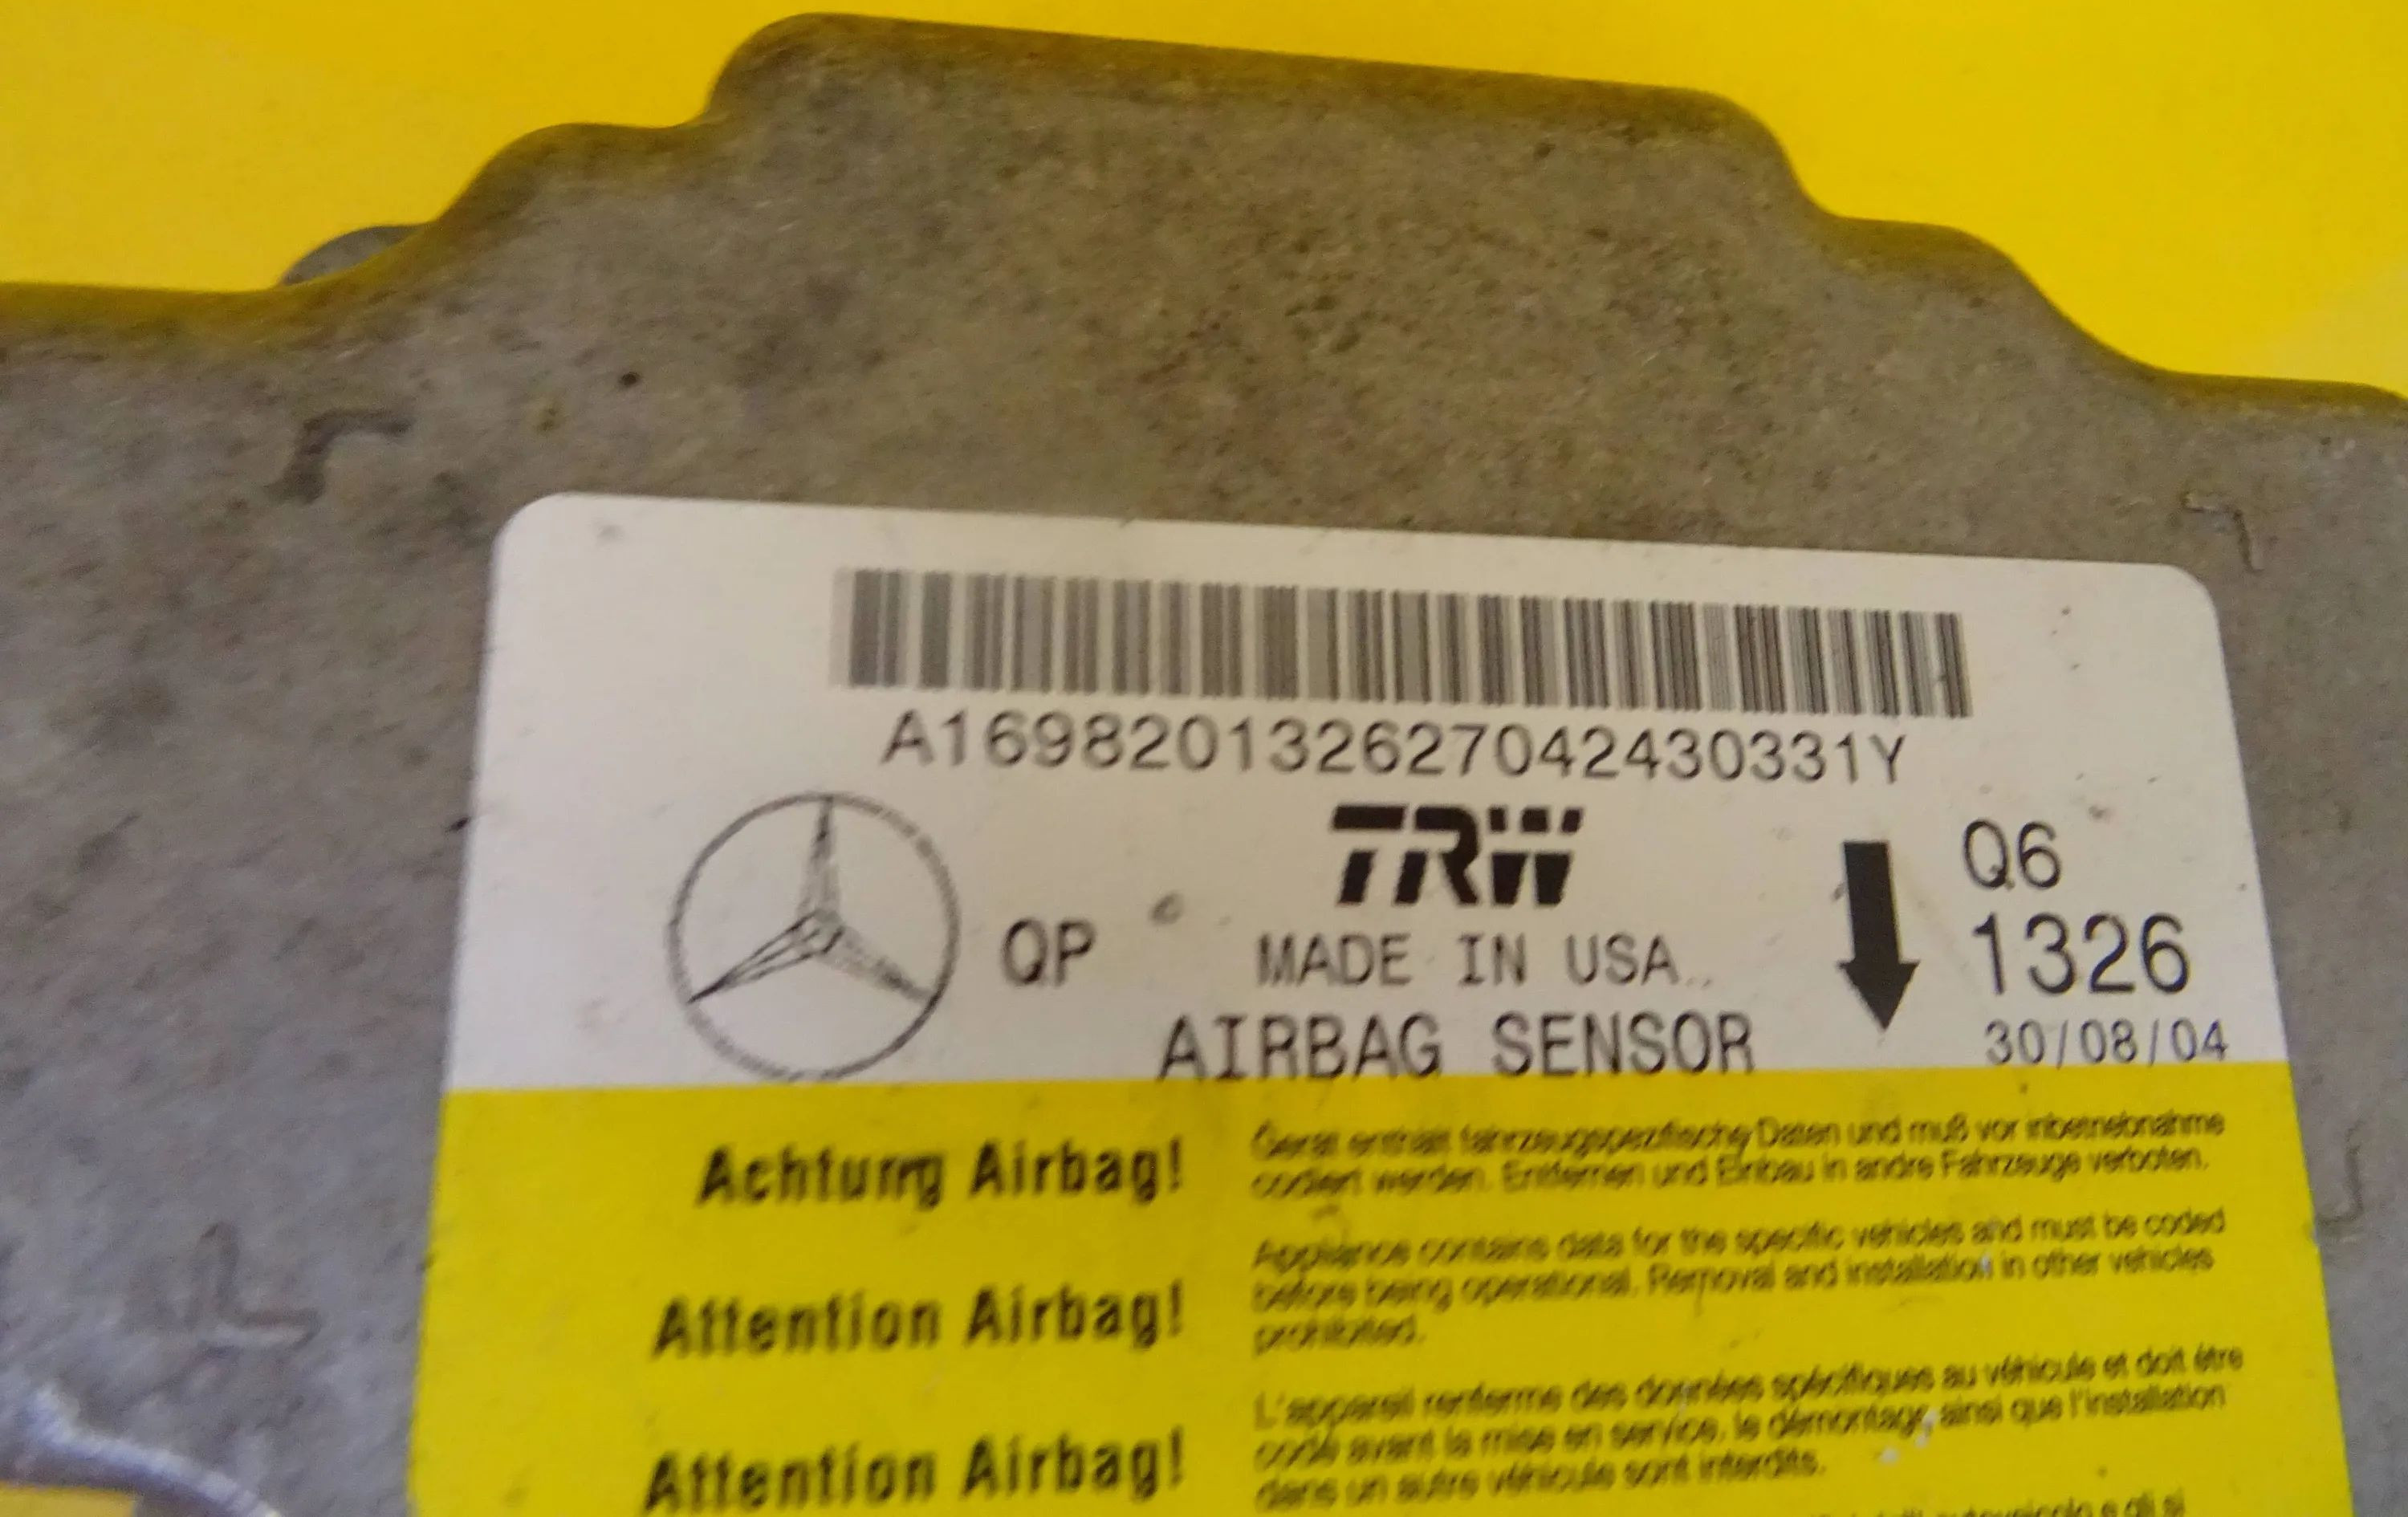 A169820132627042430331Y
TRW
Q6
QP
MADE IN USA
1326
AIRBAG SENSOR
30/08/04
Achtung Airbag!
Gerät enthält fahrzeugspezifische Daten und muß vor Inbetriebnahme
codiert werden. Entfernen und Einbau in andre Fahrzeuge verboten.
Attention Airbag!
Appliance contains data for the specific vehicles and must be coded
before being operational. Removal and installation in other vehicles
prohibited.
Attention Airbag!
L'appareil renferme des données spécifiques au véhicule et doit être
codé avant la mise en service, le démontage, ainsi que l'installation
dans un autre véhicule sont interdits.